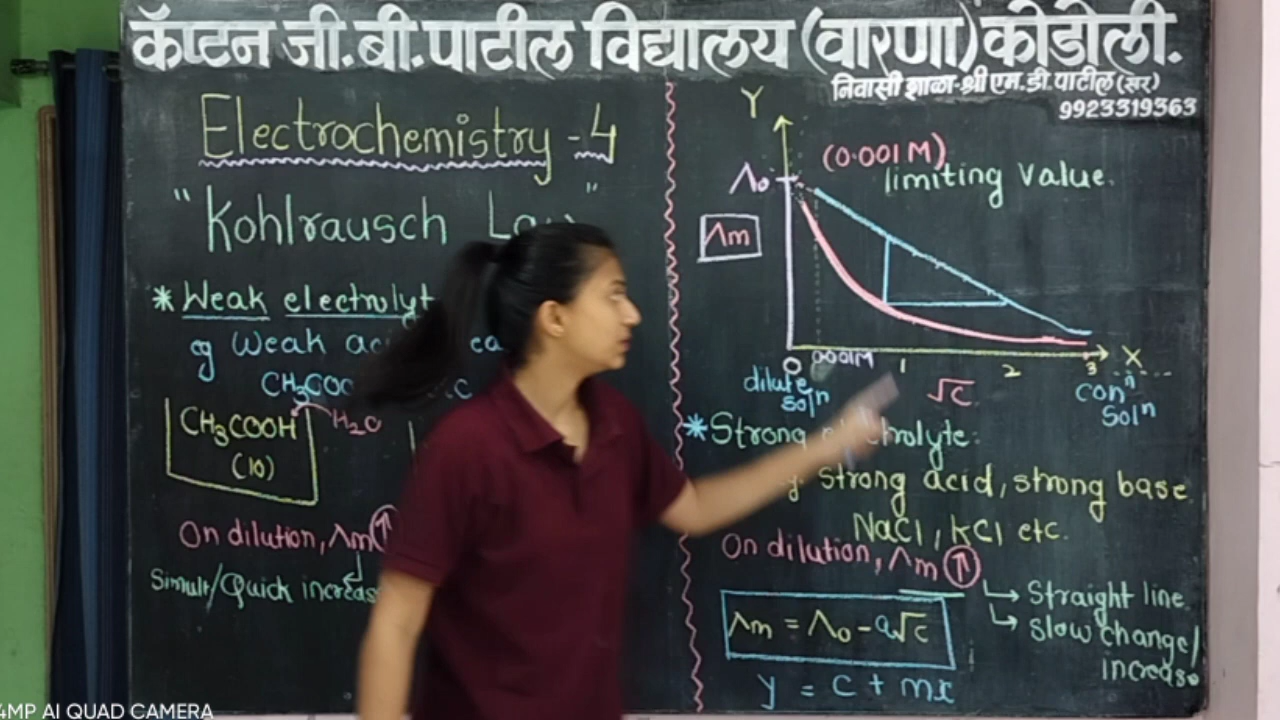 कॅप्टन जी.बी.पाटील विद्यालय (वारणा) कोडोली.
निवासी शाळा-श्री एम.डी.पाटील (सर)
9923319363
Electrochemistry - 4
"Kohlrausch Law"
* Weak electrolyt
eg Weak
CH3COO
CH3COOH
(10)
H2O
On dilution, Λm ↑
Simult/Quick increas
Y
(0.001M)
limiting value.
Λo
Λm
0 0.001M 1 2 3 X
dilute soln
√c
conn soln
* Strong electrolyte:
strong acid, strong base
NaCl, KCl etc.
On dilution, Λm ↑
→ Straight line
→ slow change/
increase
Λm = Λo - a√c
y = c + mx
4MP AI QUAD CAMERA